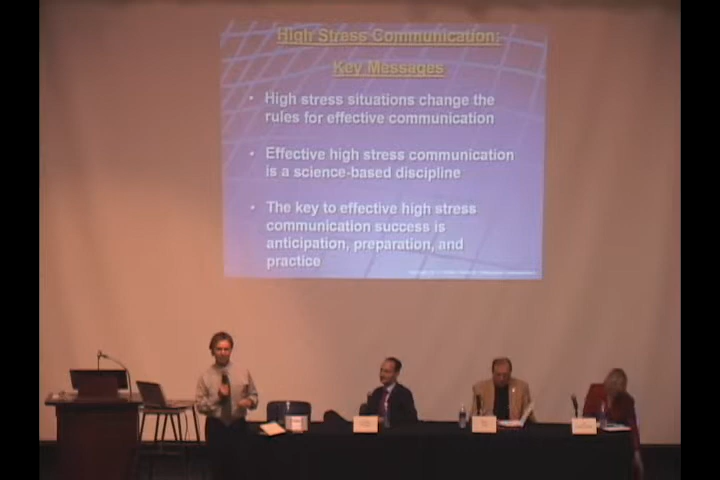 High Stress Communication:
Key Messages
• High stress situations change the
rules for effective communication
• Effective high stress communication
is a science-based discipline
• The key to effective high stress
communication success is
anticipation, preparation, and
practice